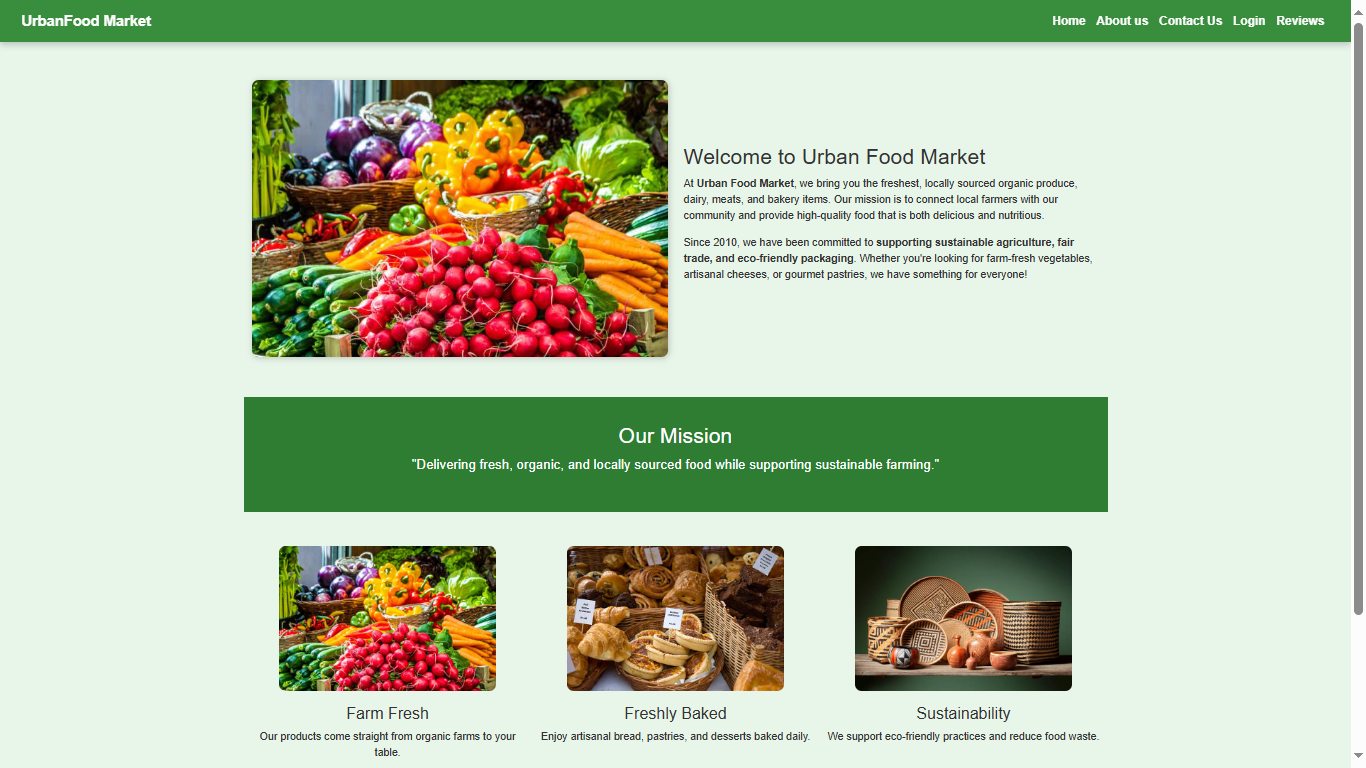 UrbanFood Market
Home About us Contact Us Login Reviews
Welcome to Urban Food Market
At Urban Food Market, we bring you the freshest, locally sourced organic produce,
dairy, meats, and bakery items. Our mission is to connect local farmers with our
community and provide high-quality food that is both delicious and nutritious.
Since 2010, we have been committed to supporting sustainable agriculture, fair
trade, and eco-friendly packaging. Whether you're looking for farm-fresh vegetables,
artisanal cheeses, or gourmet pastries, we have something for everyone!
Our Mission
"Delivering fresh, organic, and locally sourced food while supporting sustainable farming."
Farm Fresh
Our products come straight from organic farms to your
table.
Freshly Baked
Enjoy artisanal bread, pastries, and desserts baked daily.
Sustainability
We support eco-friendly practices and reduce food waste.